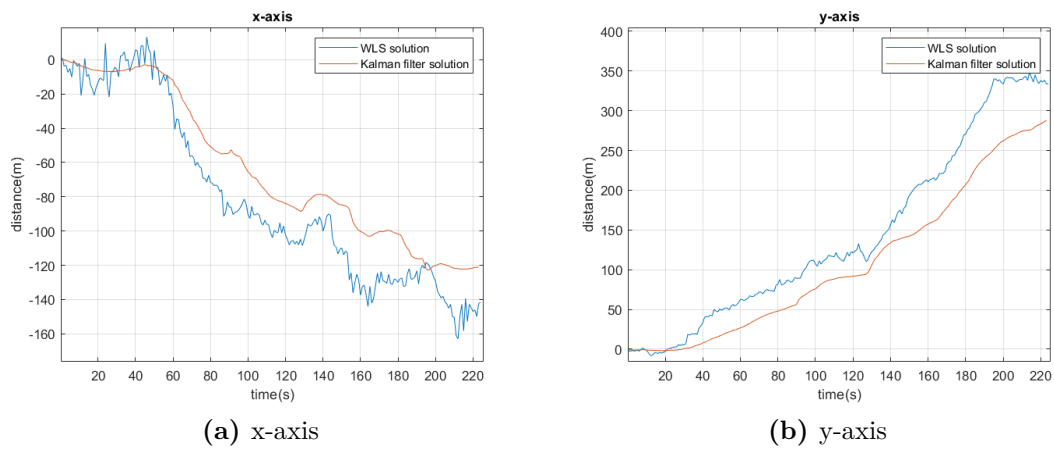 x-axis
WLS solution
Kalman filter solution
0
-20
-40
-60
-80
-100
-120
-140
-160
distance(m)
20 40 60 80 100 120 140 160 180 200 220
time(s)
(a) x-axis
y-axis
WLS solution
Kalman filter solution
400
350
300
250
200
150
100
50
0
distance(m)
20 40 60 80 100 120 140 160 180 200 220
time(s)
(b) y-axis